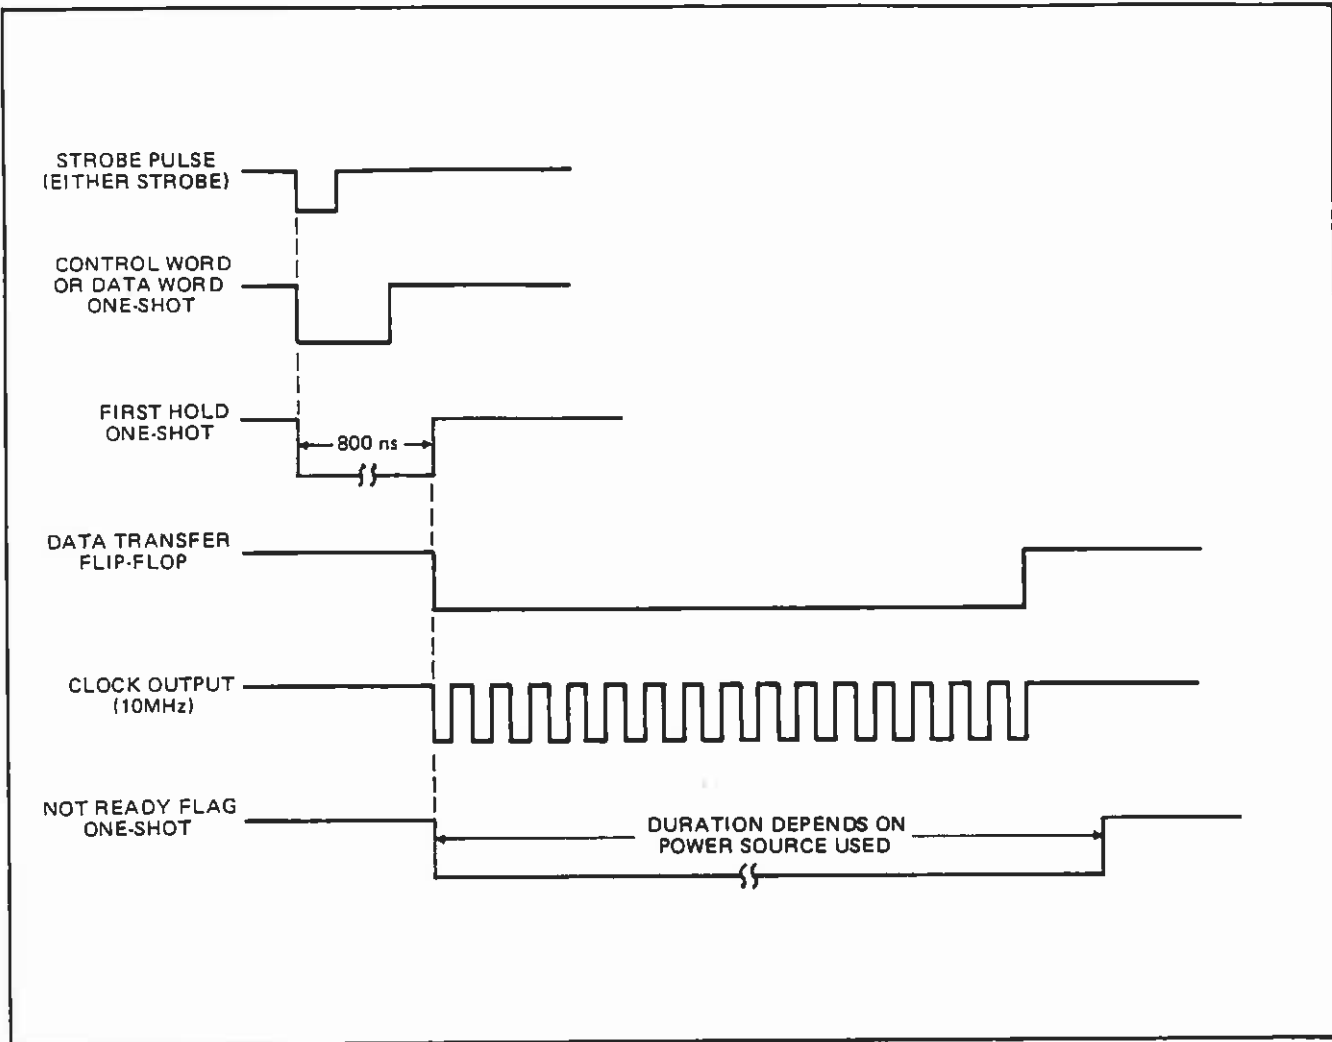 STROBE PULSE
(EITHER STROBE)
CONTROL WORD
OR DATA WORD
ONE-SHOT
FIRST HOLD
ONE-SHOT
800 ns
DATA TRANSFER
FLIP-FLOP
CLOCK OUTPUT
(10MHz)
NOT READY FLAG
ONE-SHOT
DURATION DEPENDS ON
POWER SOURCE USED